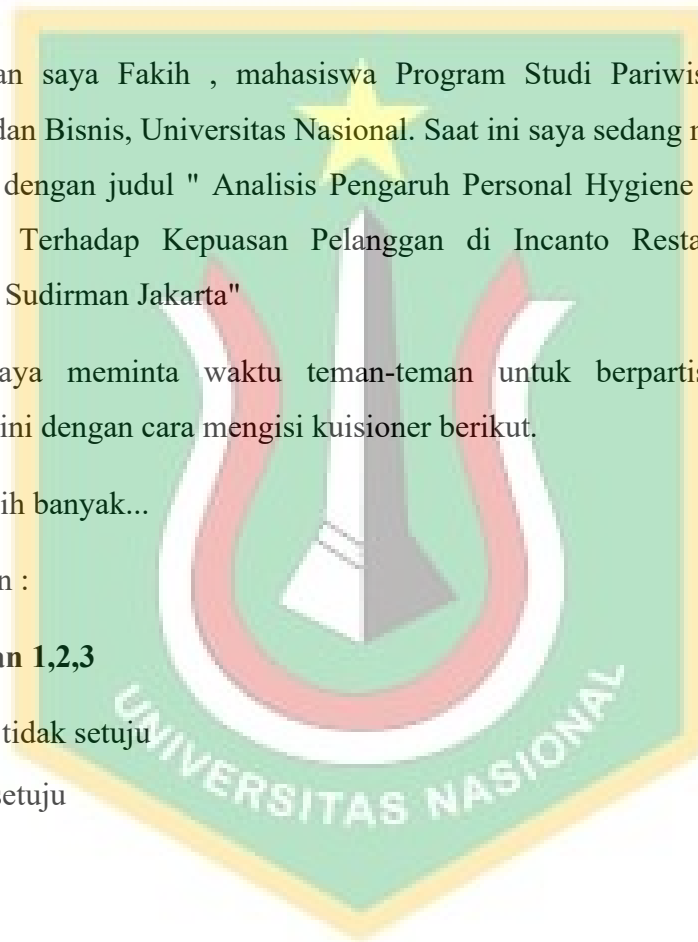 an saya Fakih , mahasiswa Program Studi Pariwis
dan Bisnis, Universitas Nasional. Saat ini saya sedang
dengan judul " Analisis Pengaruh Personal Hygiene
Terhadap Kepuasan Pelanggan di Incanto Resta
Sudirman Jakarta"
aya meminta waktu teman-teman untuk berpartis
ini dengan cara mengisi kuisioner berikut.
ih banyak...
n :
an 1,2,3
tidak setuju
setuju
UNIVERSITAS NASIONAL